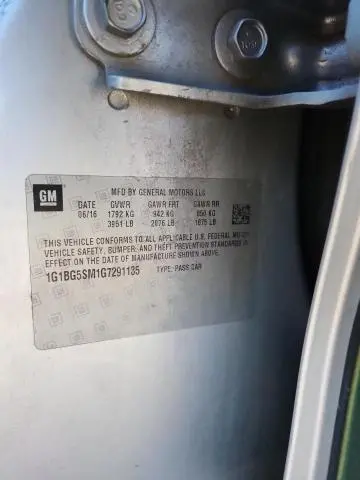 GM
MFD BY GENERAL MOTORS LLC
DATE GVWR GAWR FRT GAWR RR
06/16 1792 KG 942 KG 850 KG
3951 LB 2076 LB 1875 LB
THIS VEHICLE CONFORMS TO ALL APPLICABLE U.S. FEDERAL MOTOR
VEHICLE SAFETY, BUMPER, AND THEFT PREVENTION STANDARDS IN
EFFECT ON THE DATE OF MANUFACTURE SHOWN ABOVE.
1G1BG5SM1G7291135 TYPE: PASS CAR